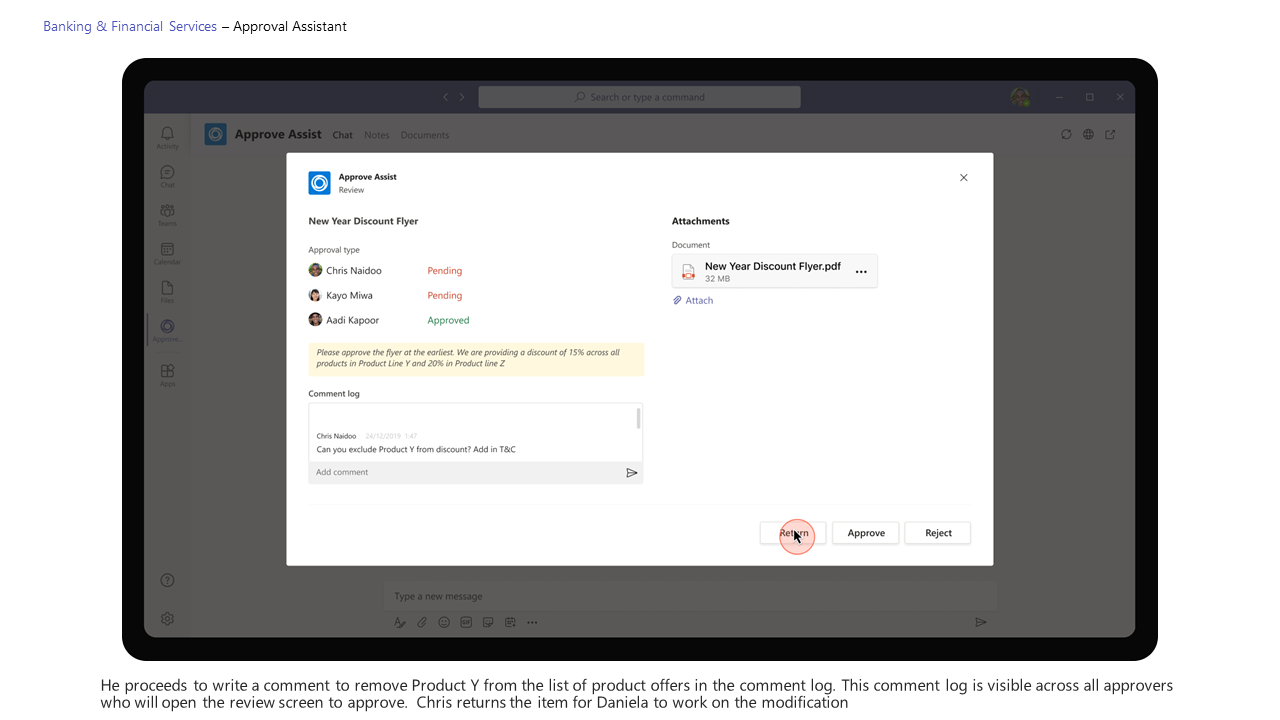 Banking & Financial Services – Approval Assistant
Search or type a command
Approve Assist Chat Notes Documents
Activity
Chat
Teams
Calendar
Files
Approve..
Apps
Approve Assist
Review
New Year Discount Flyer
Approval type
Chris Naidoo Pending
Kayo Miwa Pending
Aadi Kapoor Approved
Please approve the flyer at the earliest. We are providing a discount of 15% across all
products in Product Line Y and 20% in Product line Z
Comment log
Chris Naidoo 24/12/2019 1:47
Can you exclude Product Y from discount? Add in T&C
Add comment
Attachments
Document
New Year Discount Flyer.pdf
32 MB
Attach
Return Approve Reject
Type a new message
GIF
He proceeds to write a comment to remove Product Y from the list of product offers in the comment log. This comment log is visible across all approvers
who will open the review screen to approve. Chris returns the item for Daniela to work on the modification